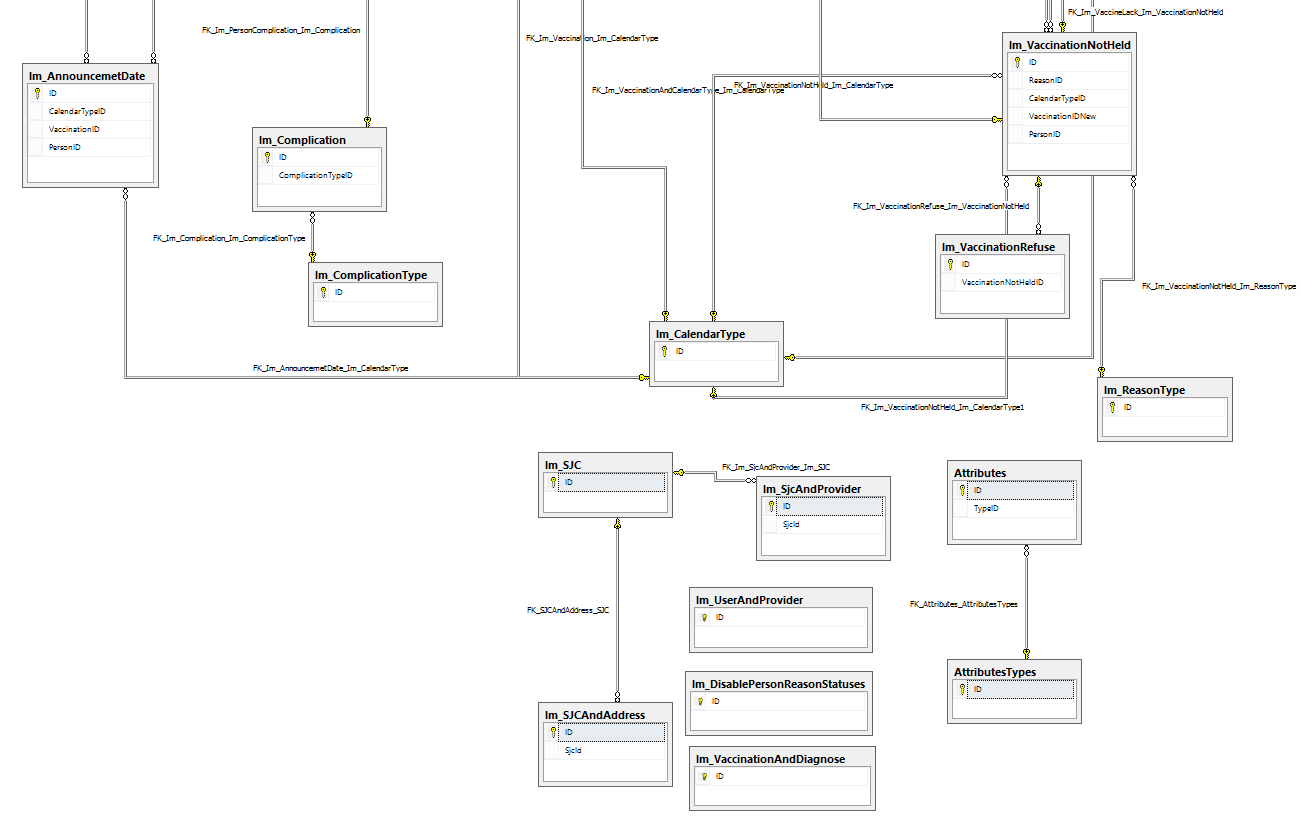 FK_Im_VaccineLack_Im_VaccinationNotHeld
FK_Im_PersonComplication_Im_Complication
FK_Im_Vaccination_Im_CalendarType
Im_VaccinationNotHeld
ID
ReasonID
CalendarTypeID
VaccinationIDNew
PersonID
Im_AnnouncemetDate
ID
CalendarTypeID
VaccinationID
PersonID
FK_Im_VaccinationNotHeld_Im_CalendarType
FK_Im_VaccinationAndCalendarType_Im_CalendarType
Im_Complication
ID
ComplicationTypeID
FK_Im_VaccinationRefuse_Im_VaccinationNotHeld
FK_Im_Complication_Im_ComplicationType
Im_VaccinationRefuse
ID
VaccinationNotHeldID
Im_ComplicationType
ID
FK_Im_VaccinationNotHeld_Im_ReasonType
Im_CalendarType
ID
FK_Im_AnnouncemetDate_Im_CalendarType
Im_ReasonType
ID
FK_Im_VaccinationNotHeld_Im_CalendarType1
Im_SJC
ID
FK_Im_SjcAndProvider_Im_SJC
Im_SjcAndProvider
ID
SjcId
Attributes
ID
TypeID
FK_SJCAndAddress_SJC
Im_UserAndProvider
ID
FK_Attributes_AttributesTypes
AttributesTypes
ID
Im_DisablePersonReasonStatuses
ID
Im_SJCAndAddress
ID
SjcId
Im_VaccinationAndDiagnose
ID